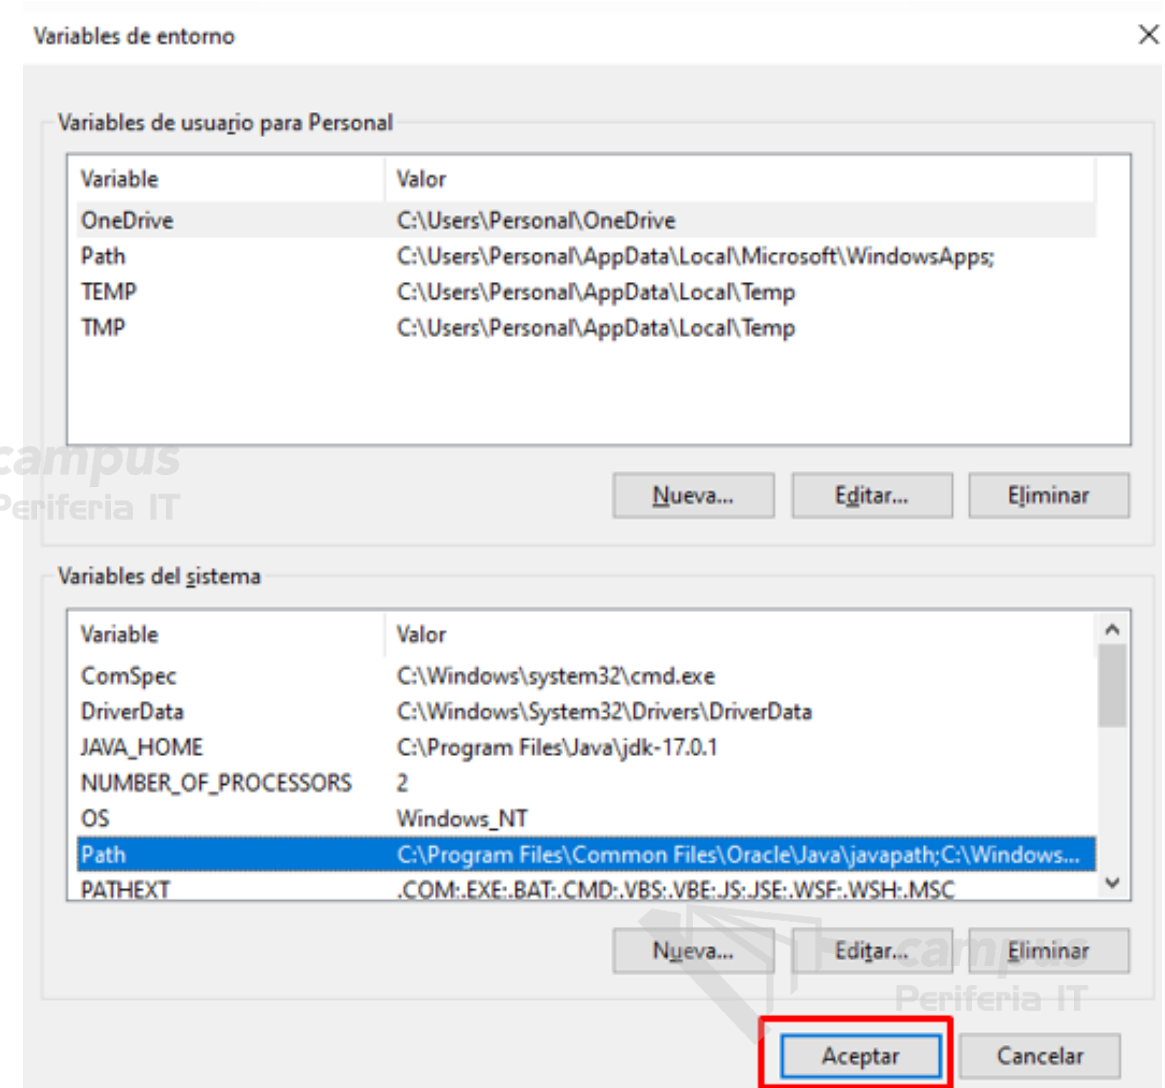 Variables de entorno
Variables de usuario para Personal
Variable Valor
OneDrive C:\Users\Personal\OneDrive
Path C:\Users\Personal\AppData\Local\Microsoft\WindowsApps;
TEMP C:\Users\Personal\AppData\Local\Temp
TMP C:\Users\Personal\AppData\Local\Temp
campus
Periferia IT
Nueva... Editar... Eliminar
Variables del sistema
Variable Valor
ComSpec C:\Windows\system32\cmd.exe
DriverData C:\Windows\System32\Drivers\DriverData
JAVA_HOME C:\Program Files\Java\jdk-17.0.1
NUMBER_OF_PROCESSORS 2
OS Windows_NT
Path C:\Program Files\Common Files\Oracle\Java\javapath;C:\Windows...
PATHEXT .COM;.EXE;.BAT;.CMD;.VBS;.VBE;.JS;.JSE;.WSF;.WSH;.MSC
Nueva... Editar... Eliminar
campus
Periferia IT
Aceptar Cancelar